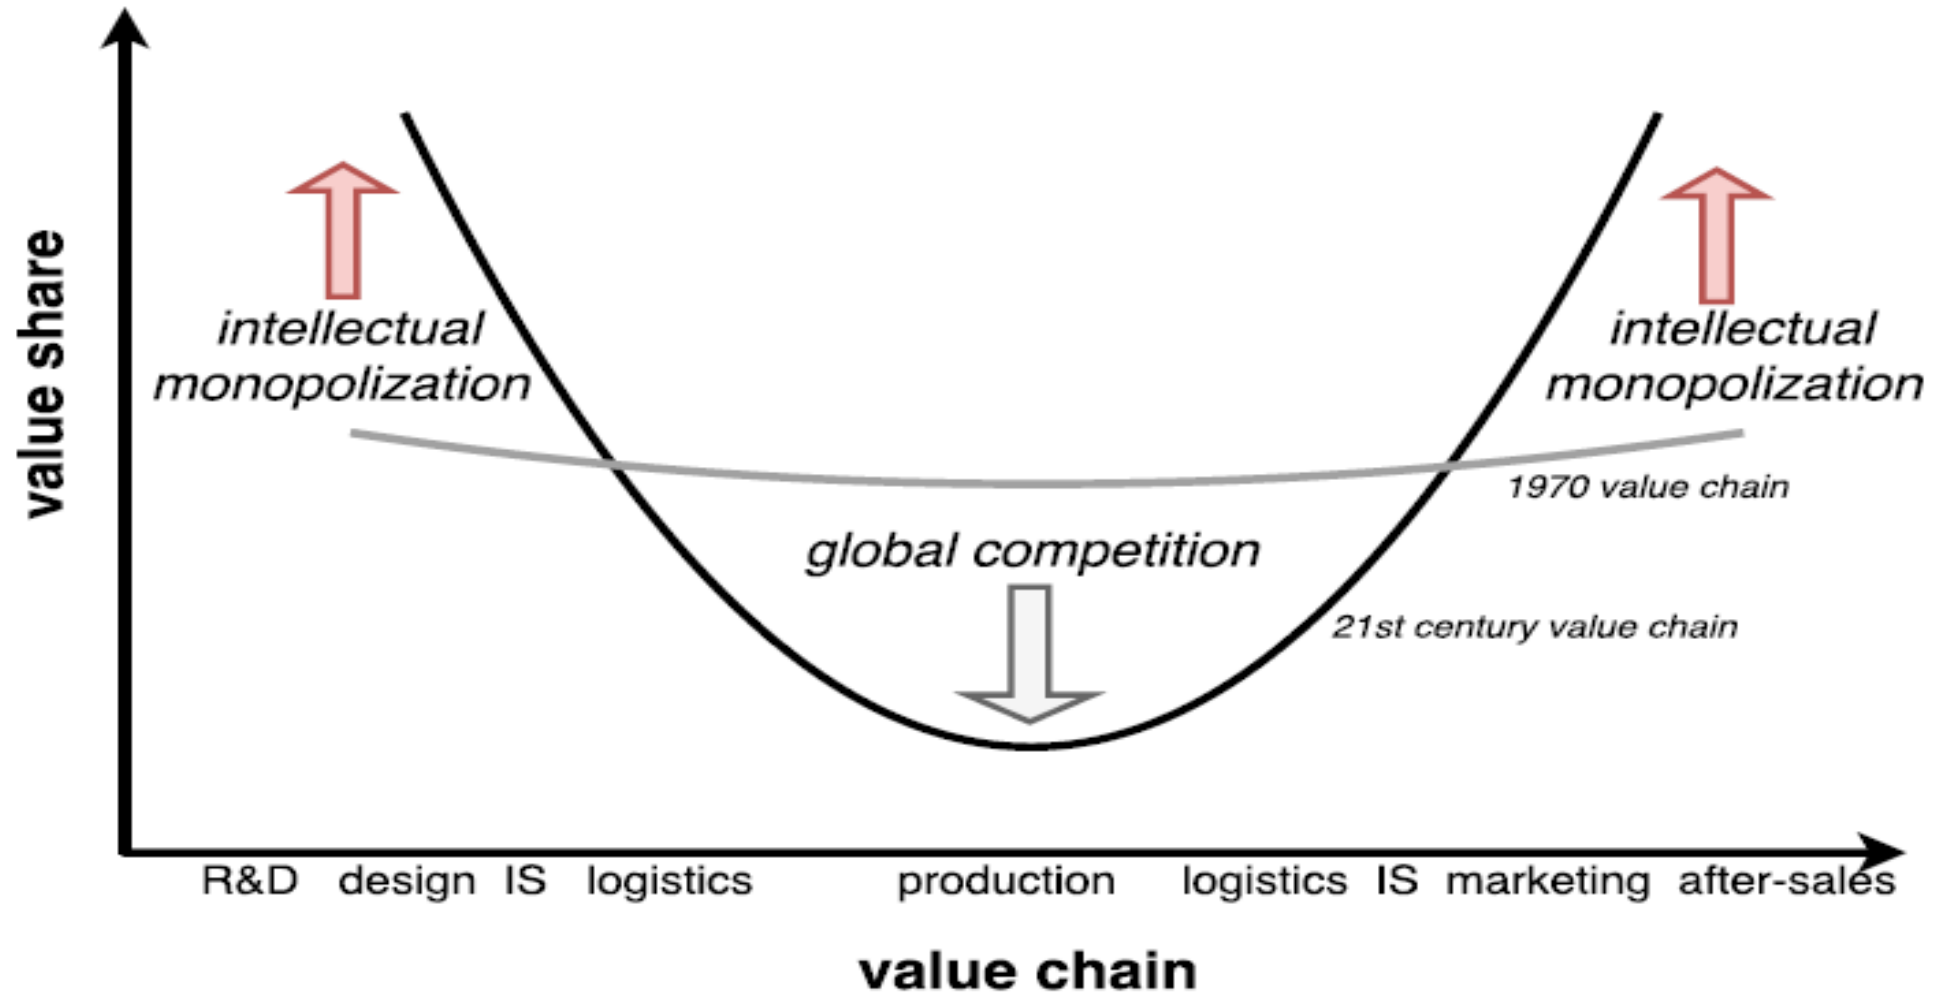 value share
intellectual
monopolization
intellectual
monopolization
1970 value chain
global competition
21st century value chain
R&D design IS logistics production logistics IS marketing after-sales
value chain